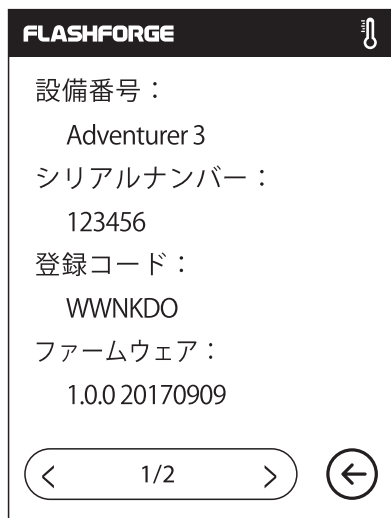 FLASHFORGE
設備番号：
Adventurer 3
シリアルナンバー：
123456
登録コード：
WWNKDO
ファームウェア：
1.0.0 20170909
1/2